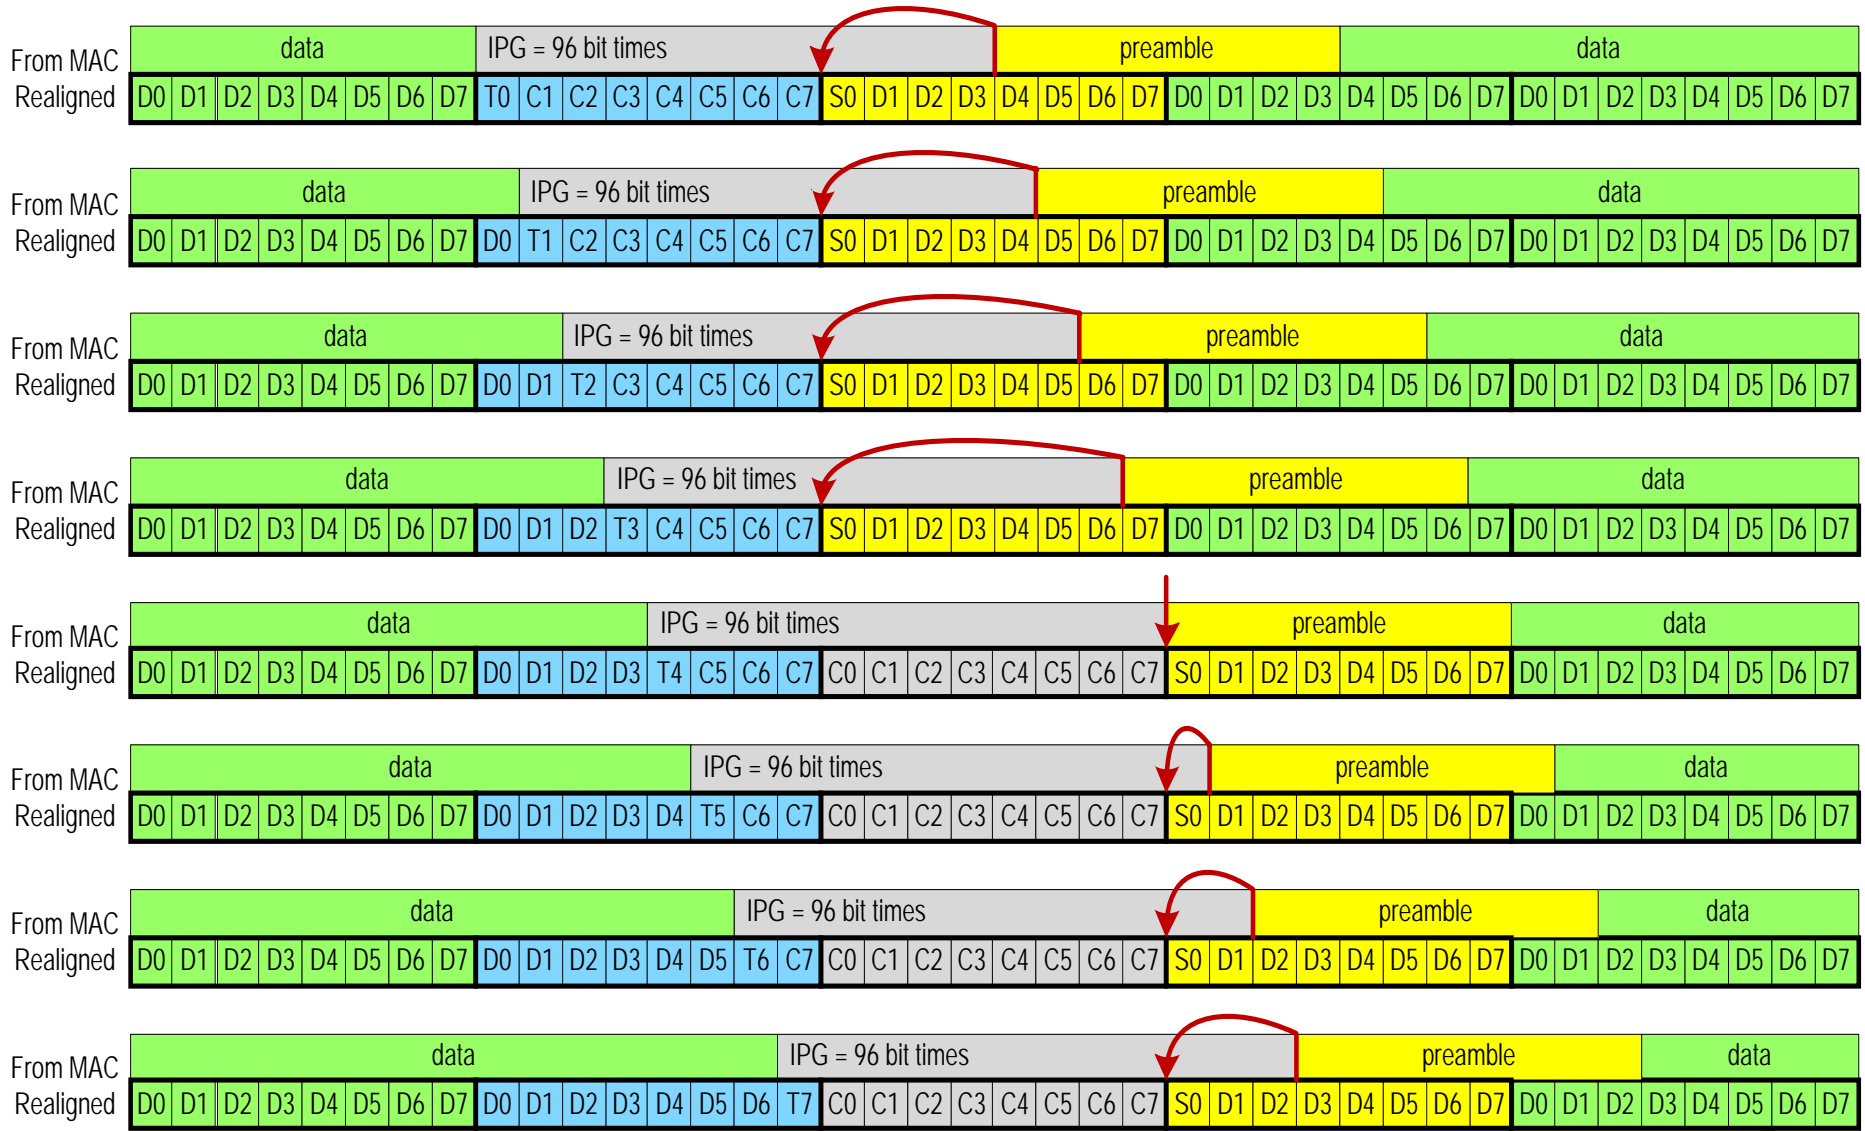 data IPG = 96 bit times preamble data
From MAC
Realigned D0 D1 D2 D3 D4 D5 D6 D7 T0 C1 C2 C3 C4 C5 C6 C7 S0 D1 D2 D3 D4 D5 D6 D7 D0 D1 D2 D3 D4 D5 D6 D7 D0 D1 D2 D3 D4 D5 D6 D7
data IPG = 96 bit times preamble data
From MAC
Realigned D0 D1 D2 D3 D4 D5 D6 D7 D0 T1 C2 C3 C4 C5 C6 C7 S0 D1 D2 D3 D4 D5 D6 D7 D0 D1 D2 D3 D4 D5 D6 D7 D0 D1 D2 D3 D4 D5 D6 D7
data IPG = 96 bit times preamble data
From MAC
Realigned D0 D1 D2 D3 D4 D5 D6 D7 D0 D1 T2 C3 C4 C5 C6 C7 S0 D1 D2 D3 D4 D5 D6 D7 D0 D1 D2 D3 D4 D5 D6 D7 D0 D1 D2 D3 D4 D5 D6 D7
data IPG = 96 bit times preamble data
From MAC
Realigned D0 D1 D2 D3 D4 D5 D6 D7 D0 D1 D2 T3 C4 C5 C6 C7 S0 D1 D2 D3 D4 D5 D6 D7 D0 D1 D2 D3 D4 D5 D6 D7 D0 D1 D2 D3 D4 D5 D6 D7
data IPG = 96 bit times preamble data
From MAC
Realigned D0 D1 D2 D3 D4 D5 D6 D7 D0 D1 D2 D3 T4 C5 C6 C7 C0 C1 C2 C3 C4 C5 C6 C7 S0 D1 D2 D3 D4 D5 D6 D7 D0 D1 D2 D3 D4 D5 D6 D7
data IPG = 96 bit times preamble data
From MAC
Realigned D0 D1 D2 D3 D4 D5 D6 D7 D0 D1 D2 D3 D4 T5 C6 C7 C0 C1 C2 C3 C4 C5 C6 C7 S0 D1 D2 D3 D4 D5 D6 D7 D0 D1 D2 D3 D4 D5 D6 D7
data IPG = 96 bit times preamble data
From MAC
Realigned D0 D1 D2 D3 D4 D5 D6 D7 D0 D1 D2 D3 D4 D5 T6 C7 C0 C1 C2 C3 C4 C5 C6 C7 S0 D1 D2 D3 D4 D5 D6 D7 D0 D1 D2 D3 D4 D5 D6 D7
data IPG = 96 bit times preamble data
From MAC
Realigned D0 D1 D2 D3 D4 D5 D6 D7 D0 D1 D2 D3 D4 D5 D6 T7 C0 C1 C2 C3 C4 C5 C6 C7 S0 D1 D2 D3 D4 D5 D6 D7 D0 D1 D2 D3 D4 D5 D6 D7